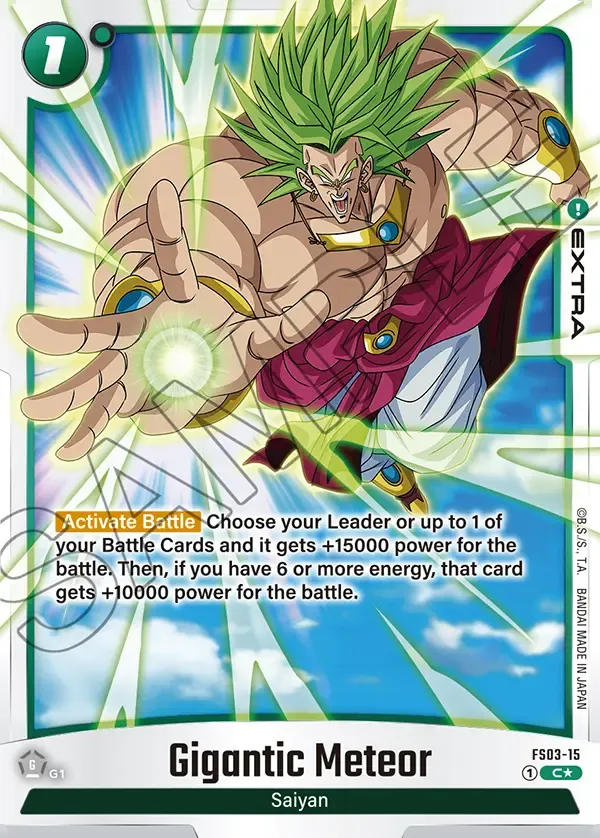 1
!
EXTRA
SAMPLE
Activate Battle Choose your Leader or up to 1 of
your Battle Cards and it gets +15000 power for the
battle. Then, if you have 6 or more energy, that card
gets +10000 power for the battle.
©B.S./S., T.A. BANDAI MADE IN JAPAN
G
G1
Gigantic Meteor
FS03-15
1 C★
Saiyan